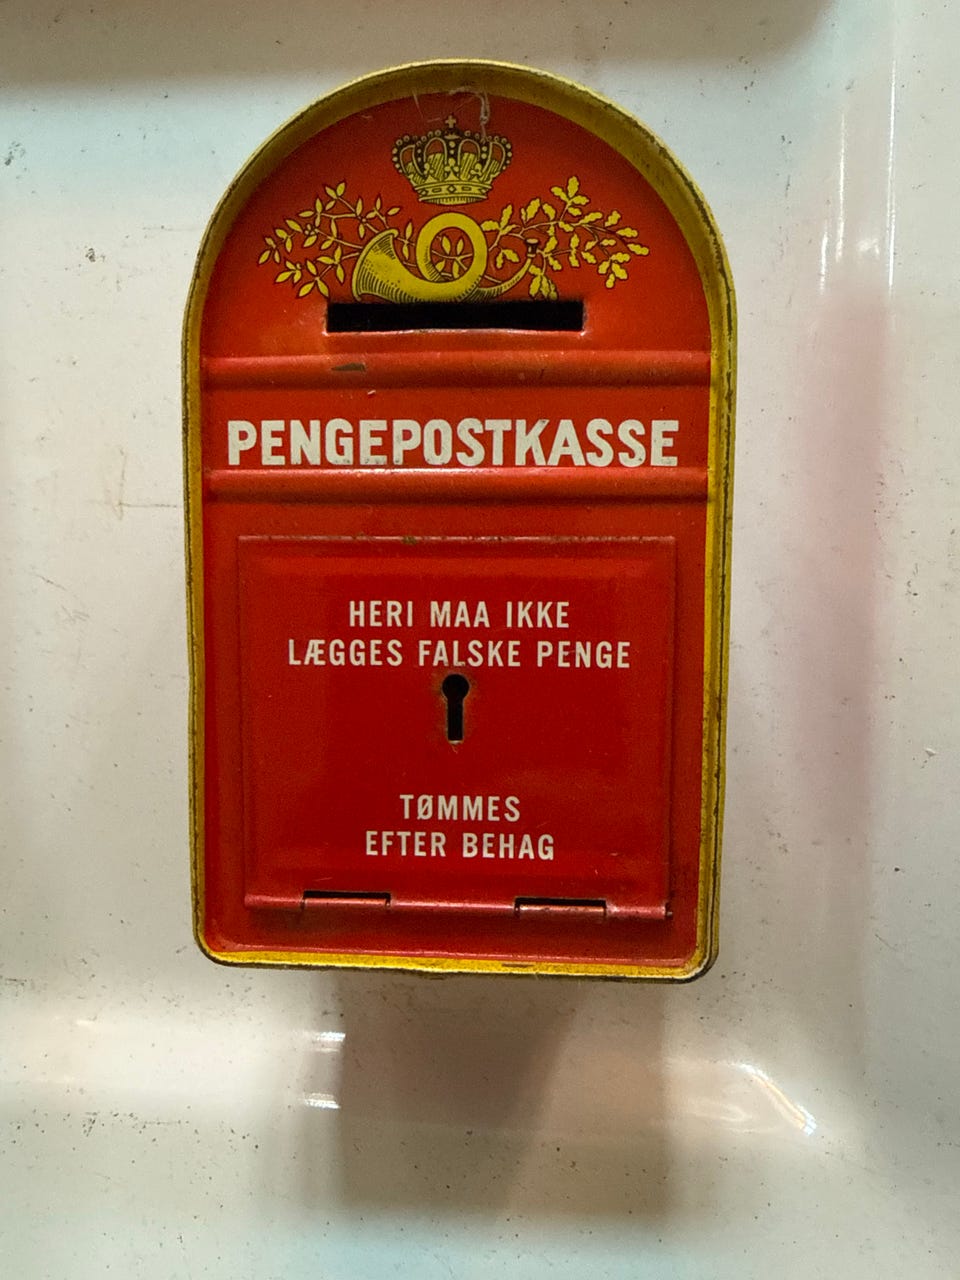 PENGEPOSTKASSE
HERI MAA IKKE
LÆGGES FALSKE PENGE
TØMMES
EFTER BEHAG